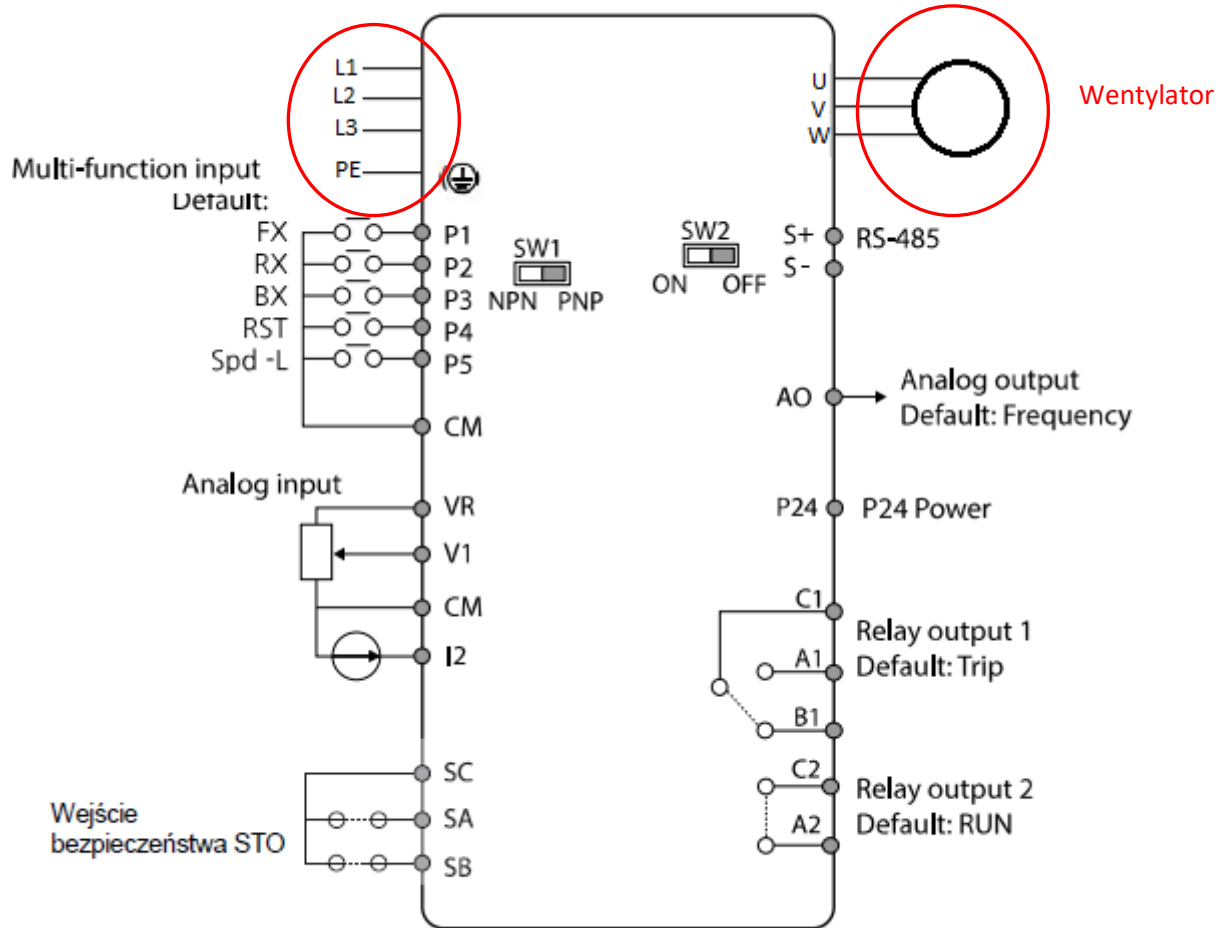 L1
L2
L3
PE
Multi-function input
Default:
FX
RX
BX
RST
Spd -L
P1
P2
P3
P4
P5
CM
SW1
NPN PNP
SW2
ON OFF
U
V
W
Wentylator
S+
S-
RS-485
AO
Analog output
Default: Frequency
Analog input
VR
V1
CM
I2
P24
P24 Power
C1
A1
B1
Relay output 1
Default: Trip
C2
A2
Relay output 2
Default: RUN
SC
SA
SB
Wejście
bezpieczeństwa STO